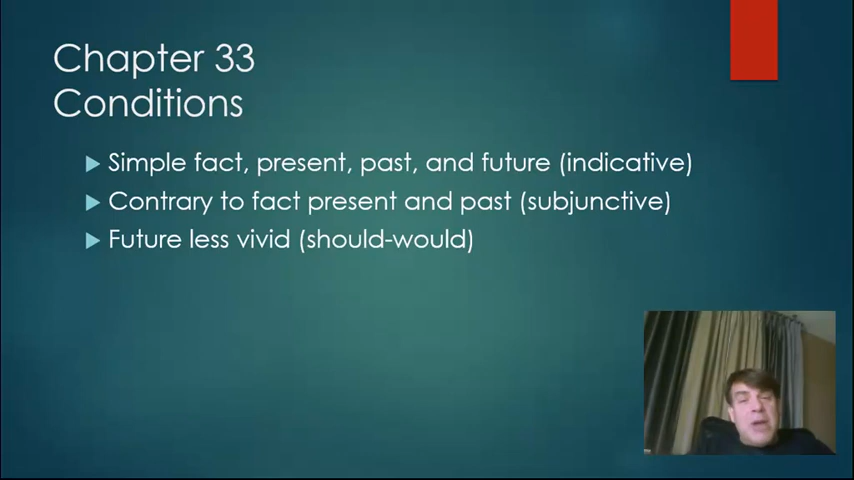 Chapter 33
Conditions
Simple fact, present, past, and future (indicative)
Contrary to fact present and past (subjunctive)
Future less vivid (should-would)